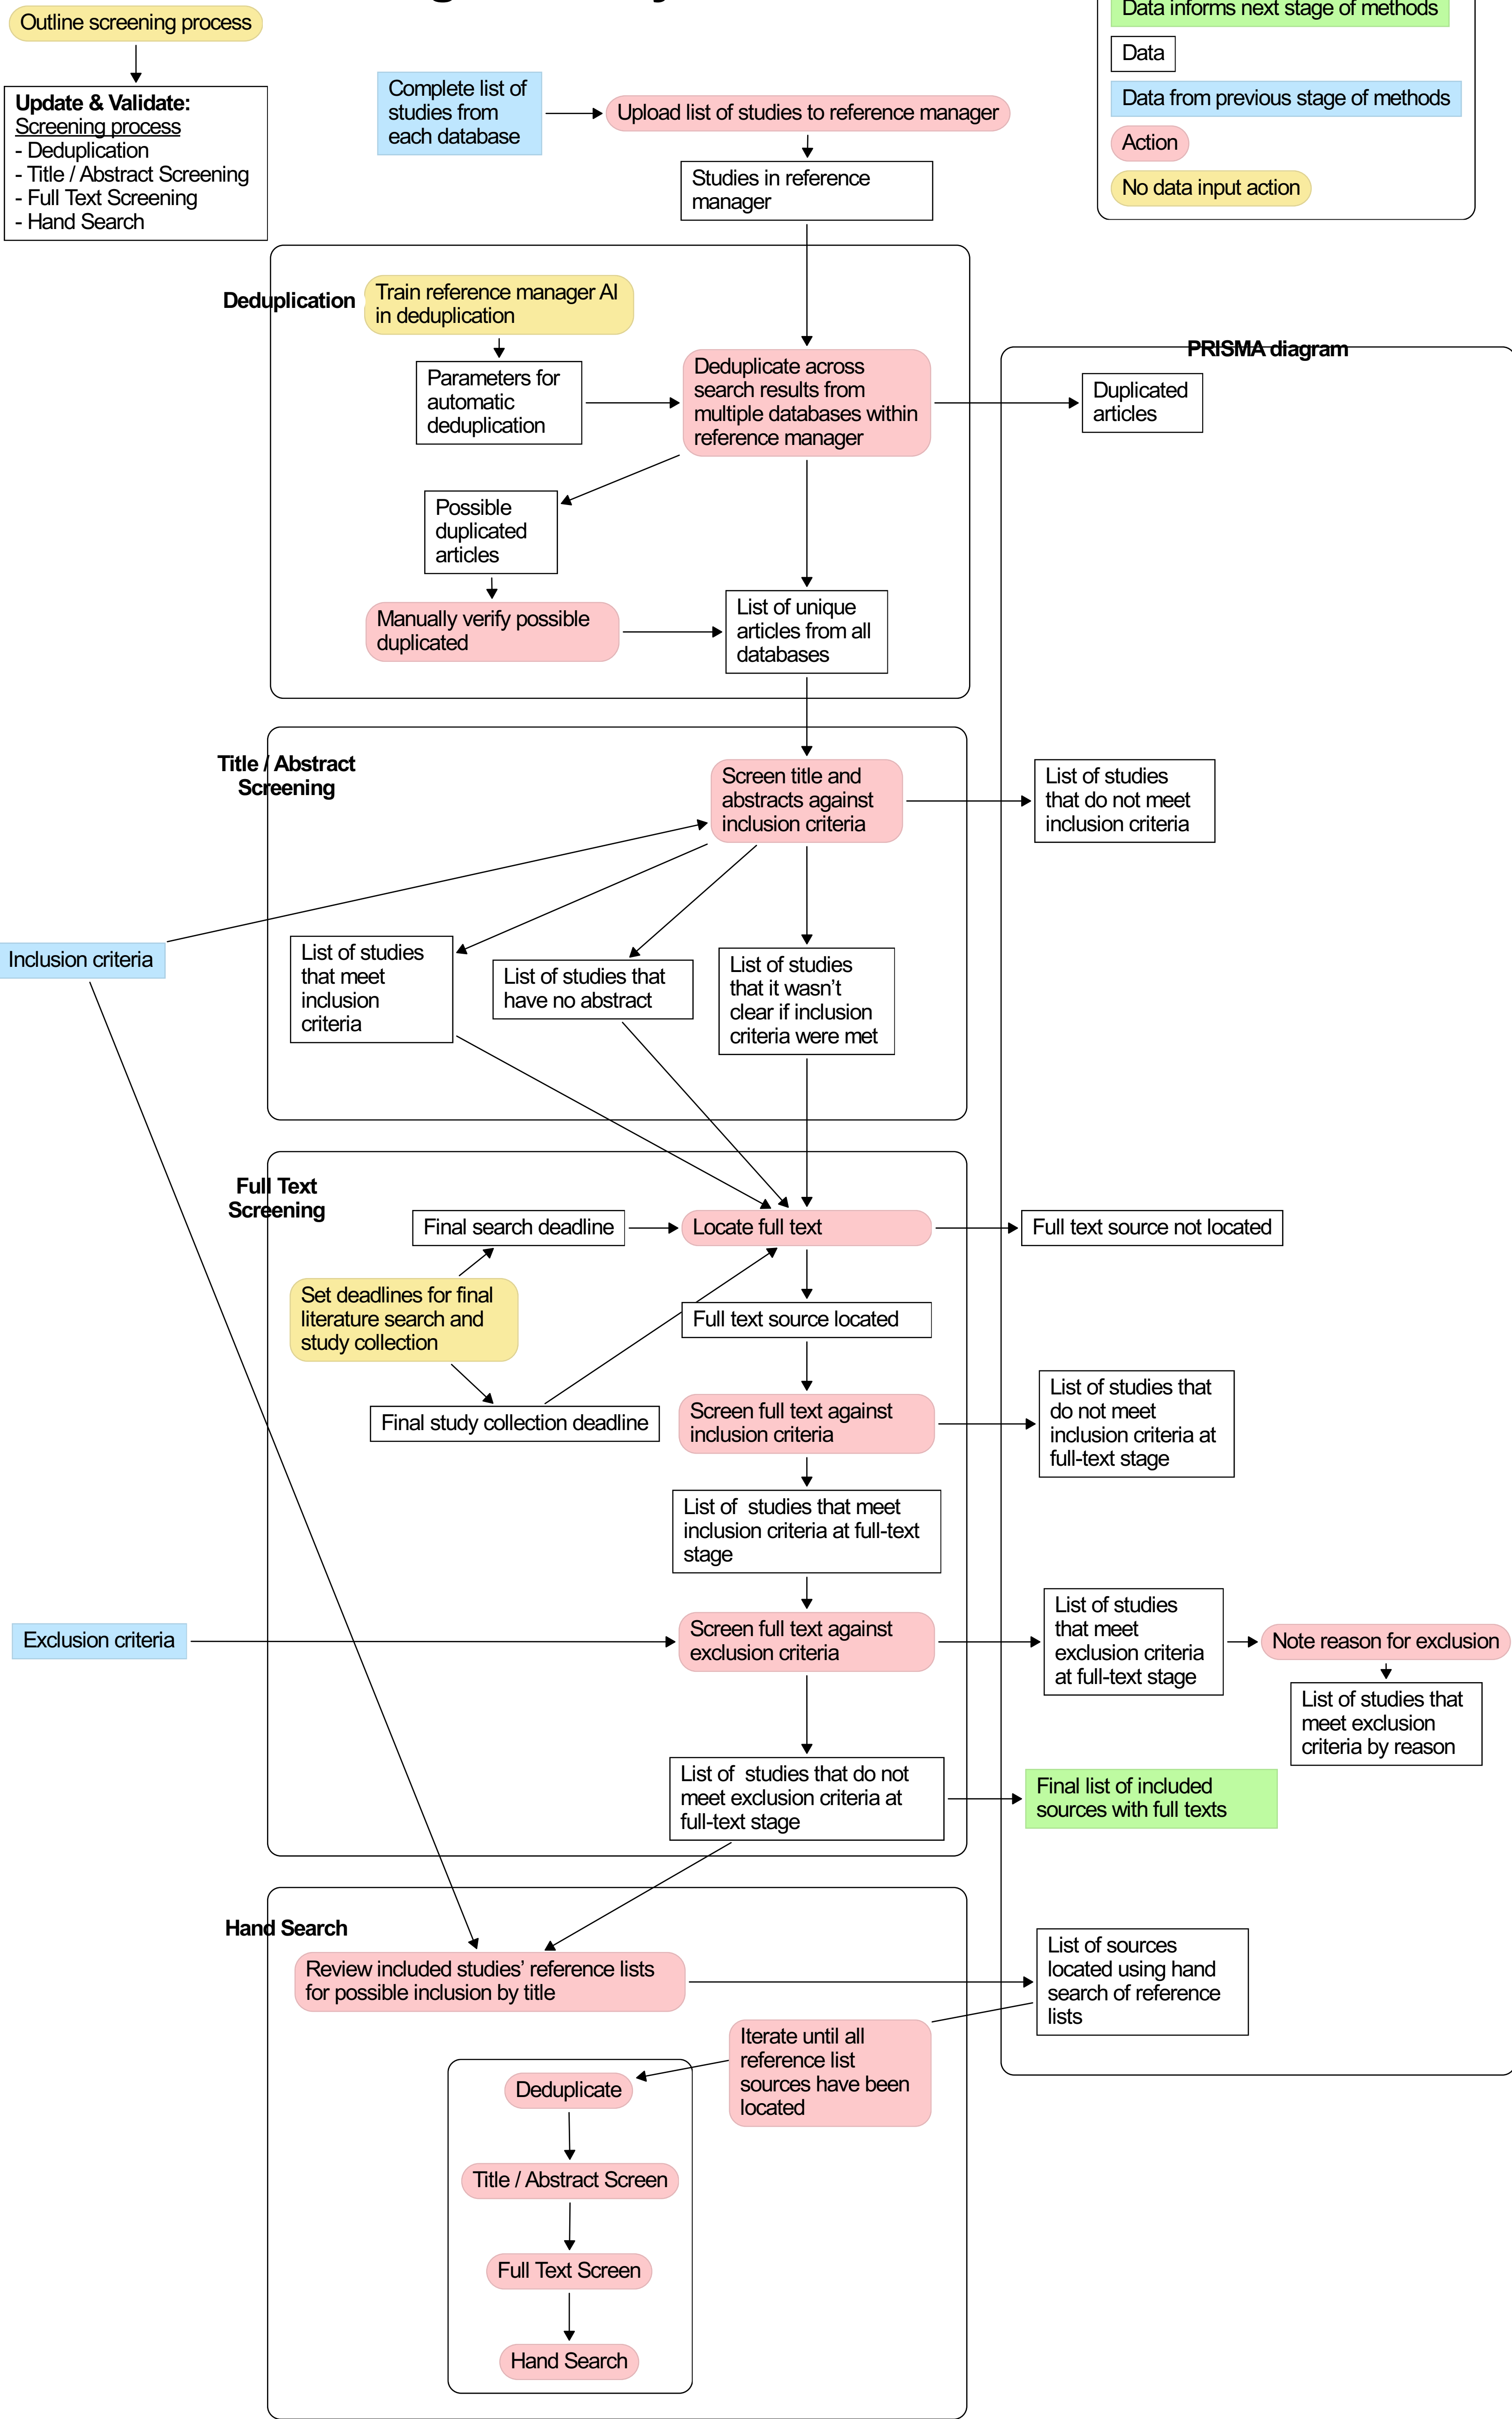 Outline screening process
Update & Validate:
Screening process
- Deduplication
- Title / Abstract Screening
- Full Text Screening
- Hand Search
Complete list of
studies from
each database
Upload list of studies to reference manager
Studies in reference
manager
Data informs next stage of methods
Data
Data from previous stage of methods
Action
No data input action
Deduplication
Train reference manager AI
in deduplication
Parameters for
automatic
deduplication
Deduplicate across
search results from
multiple databases within
reference manager
PRISMA diagram
Duplicated
articles
Possible
duplicated
articles
Manually verify possible
duplicated
List of unique
articles from all
databases
Title / Abstract
Screening
Screen title and
abstracts against
inclusion criteria
List of studies
that do not meet
inclusion criteria
Inclusion criteria
List of studies
that meet
inclusion
criteria
List of studies that
have no abstract
List of studies
that it wasn't
clear if inclusion
criteria were met
Full Text
Screening
Final search deadline
Locate full text
Full text source not located
Set deadlines for final
literature search and
study collection
Full text source located
Final study collection deadline
Screen full text against
inclusion criteria
List of studies that
do not meet
inclusion criteria at
full-text stage
List of  studies that meet
inclusion criteria at full-text
stage
Exclusion criteria
Screen full text against
exclusion criteria
List of studies
that meet
exclusion criteria
at full-text stage
Note reason for exclusion
List of studies that
meet exclusion
criteria by reason
List of  studies that do not
meet exclusion criteria at
full-text stage
Final list of included
sources with full texts
Hand Search
Review included studies' reference lists
for possible inclusion by title
List of sources
located using hand
search of reference
lists
Iterate until all
reference list
sources have been
located
Deduplicate
Title / Abstract Screen
Full Text Screen
Hand Search